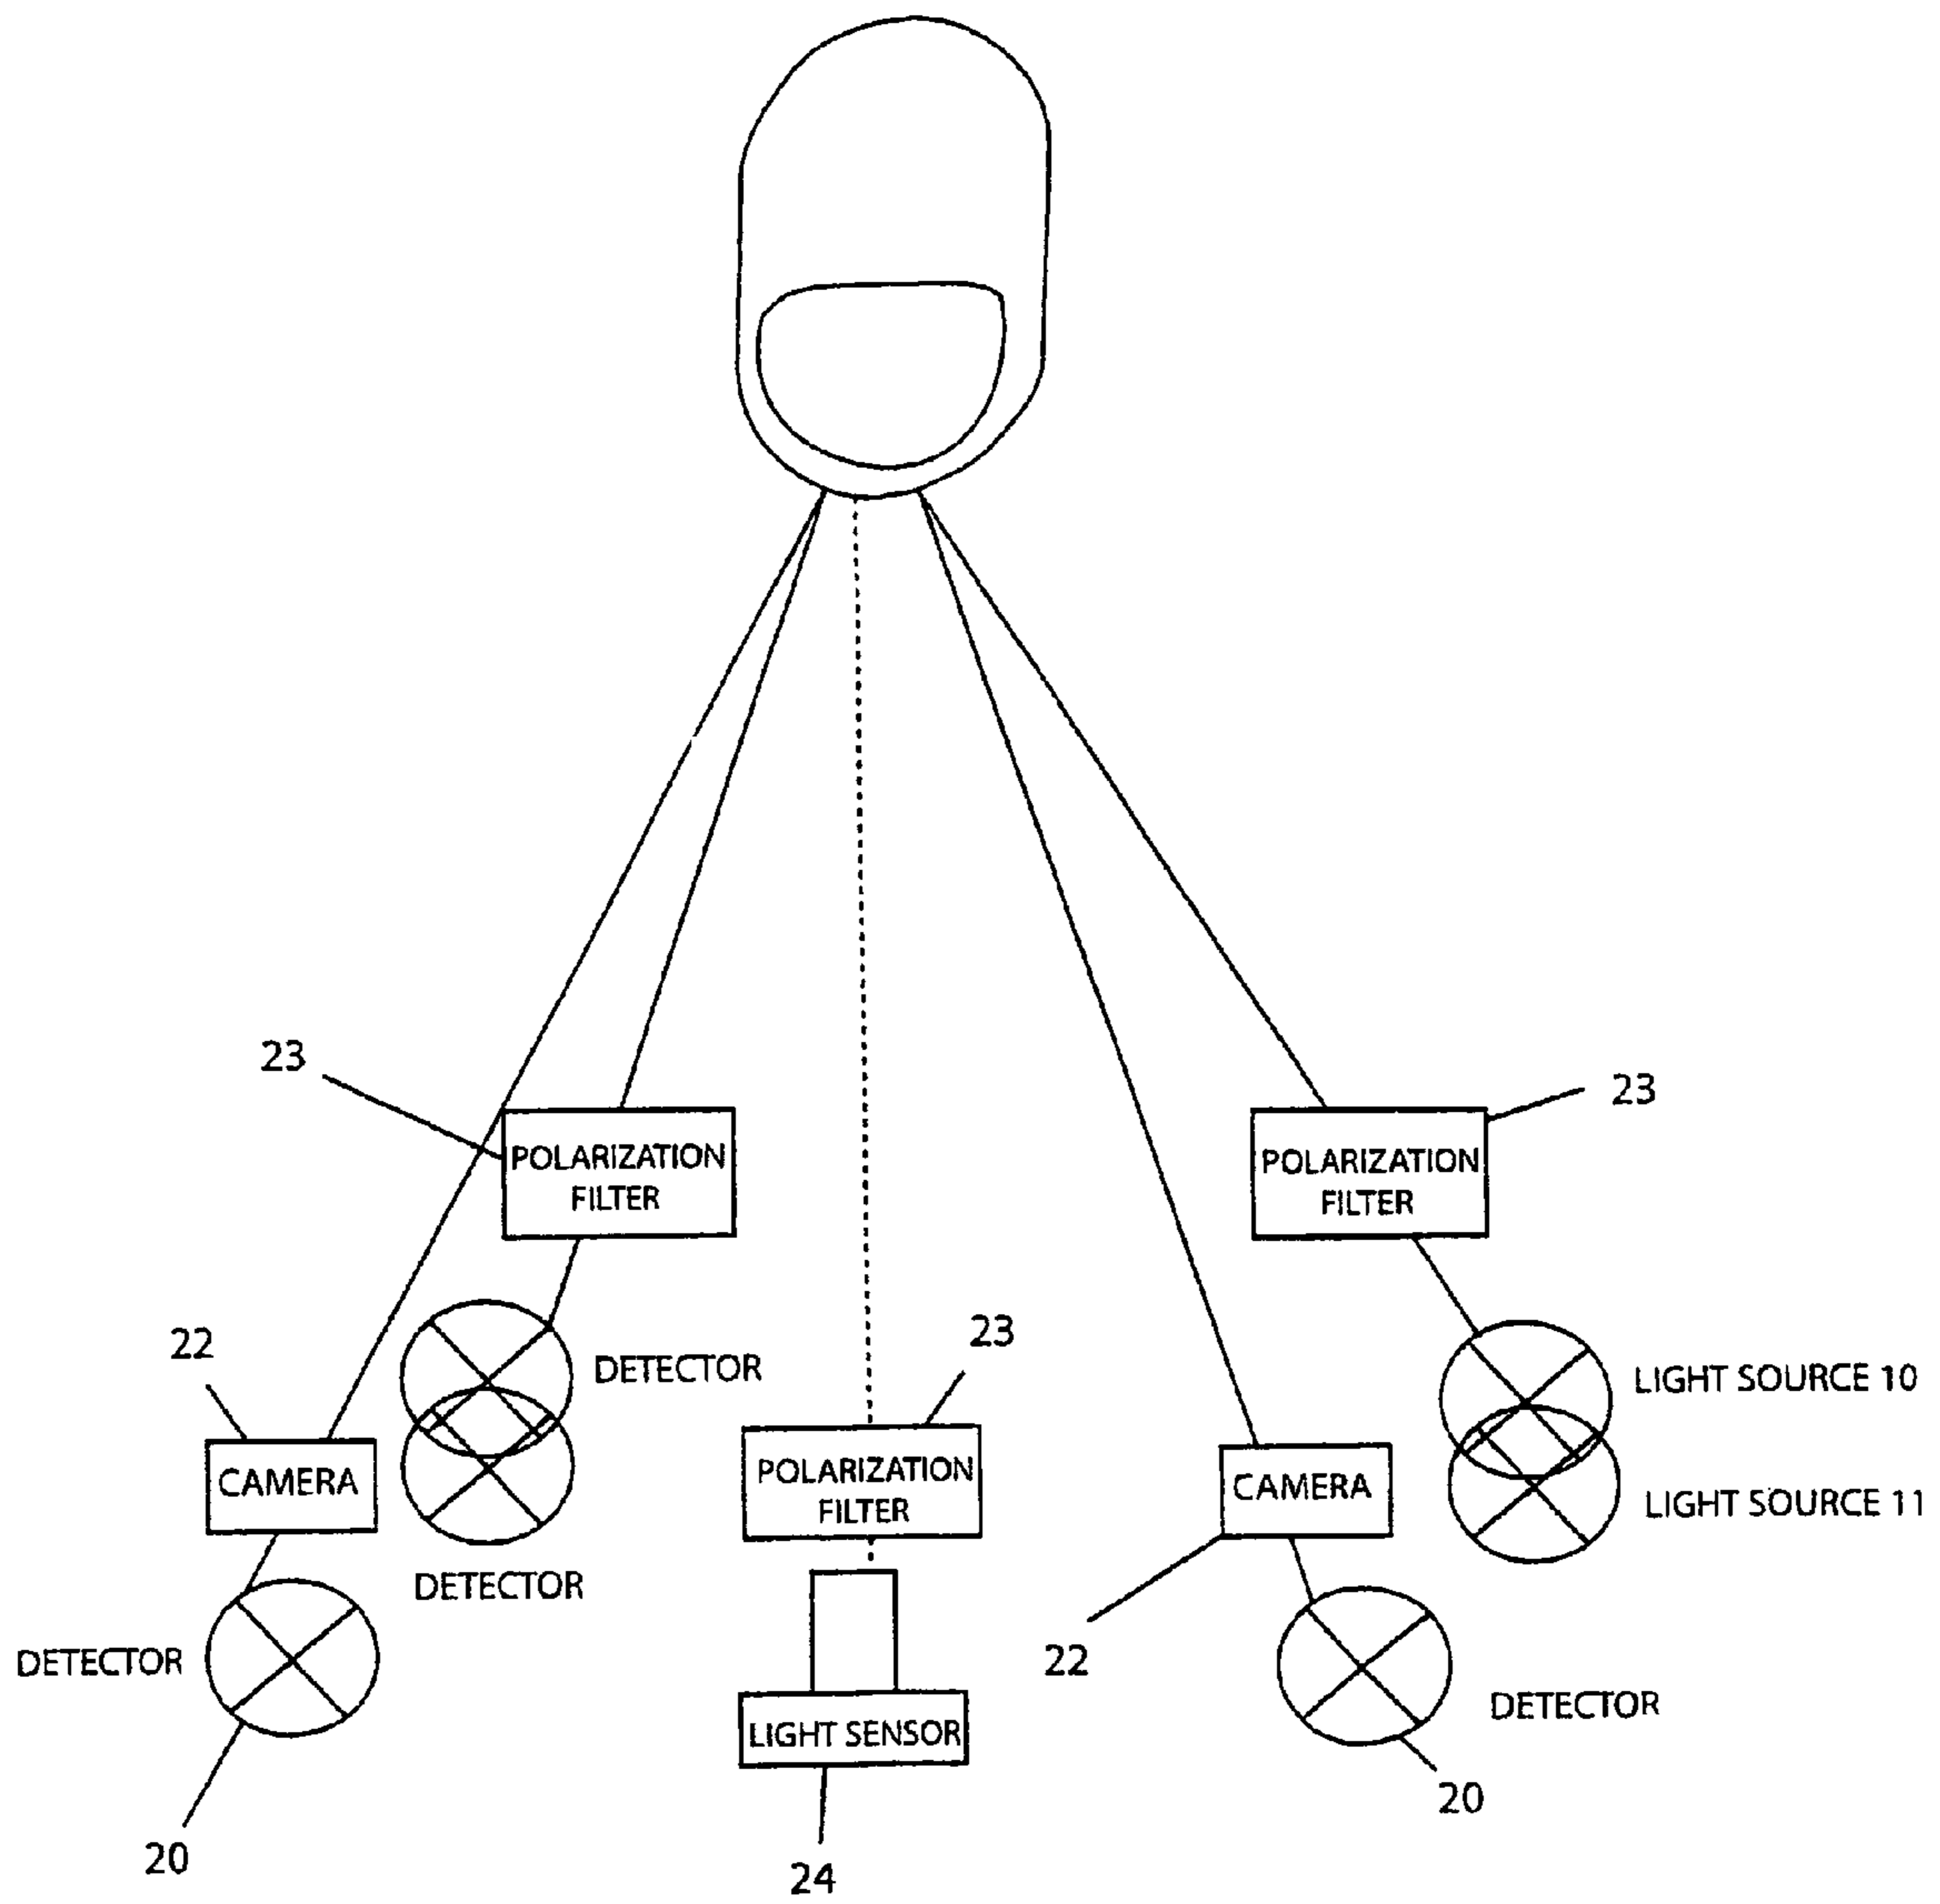 23
23
POLARIZATION
FILTER
POLARIZATION
FILTER
22
23
DETECTOR
LIGHT SOURCE 10
CAMERA
POLARIZATION
FILTER
CAMERA
LIGHT SOURCE 11
DETECTOR
DETECTOR
22
DETECTOR
LIGHT SENSOR
20
20
24